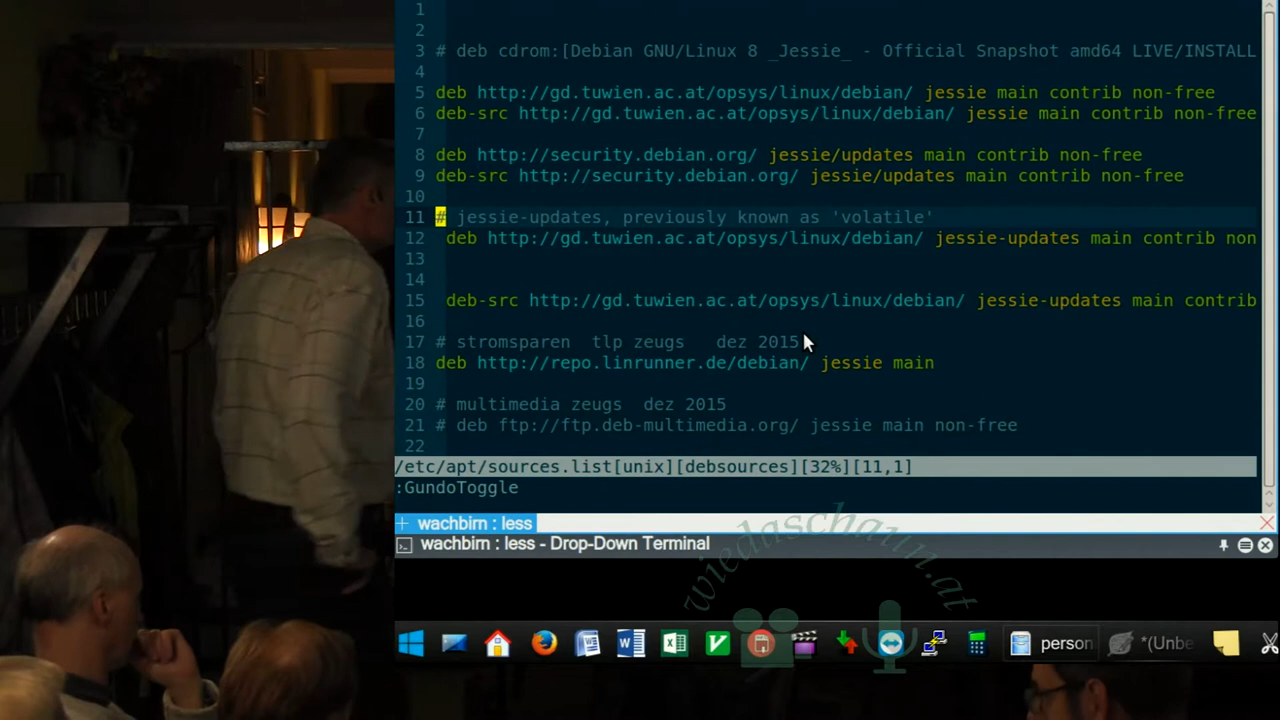 1
2
3 # deb cdrom:[Debian GNU/Linux 8 _Jessie_ - Official Snapshot amd64 LIVE/INSTALL
4
5 deb http://gd.tuwien.ac.at/opsys/linux/debian/ jessie main contrib non-free
6 deb-src http://gd.tuwien.ac.at/opsys/linux/debian/ jessie main contrib non-free
7
8 deb http://security.debian.org/ jessie/updates main contrib non-free
9 deb-src http://security.debian.org/ jessie/updates main contrib non-free
10
11 # jessie-updates, previously known as 'volatile'
12 deb http://gd.tuwien.ac.at/opsys/linux/debian/ jessie-updates main contrib non
13
14
15 deb-src http://gd.tuwien.ac.at/opsys/linux/debian/ jessie-updates main contrib
16
17 # stromsparen  tlp zeugs   dez 2015
18 deb http://repo.linrunner.de/debian/ jessie main
19
20 # multimedia zeugs  dez 2015
21 # deb ftp://ftp.deb-multimedia.org/ jessie main non-free
22
/etc/apt/sources.list[unix][debsources][32%][11,1]
:GundoToggle
wachbirn : less
wachbirn : less - Drop-Down Terminal
wiedaschaun.at
person
*(Unbe